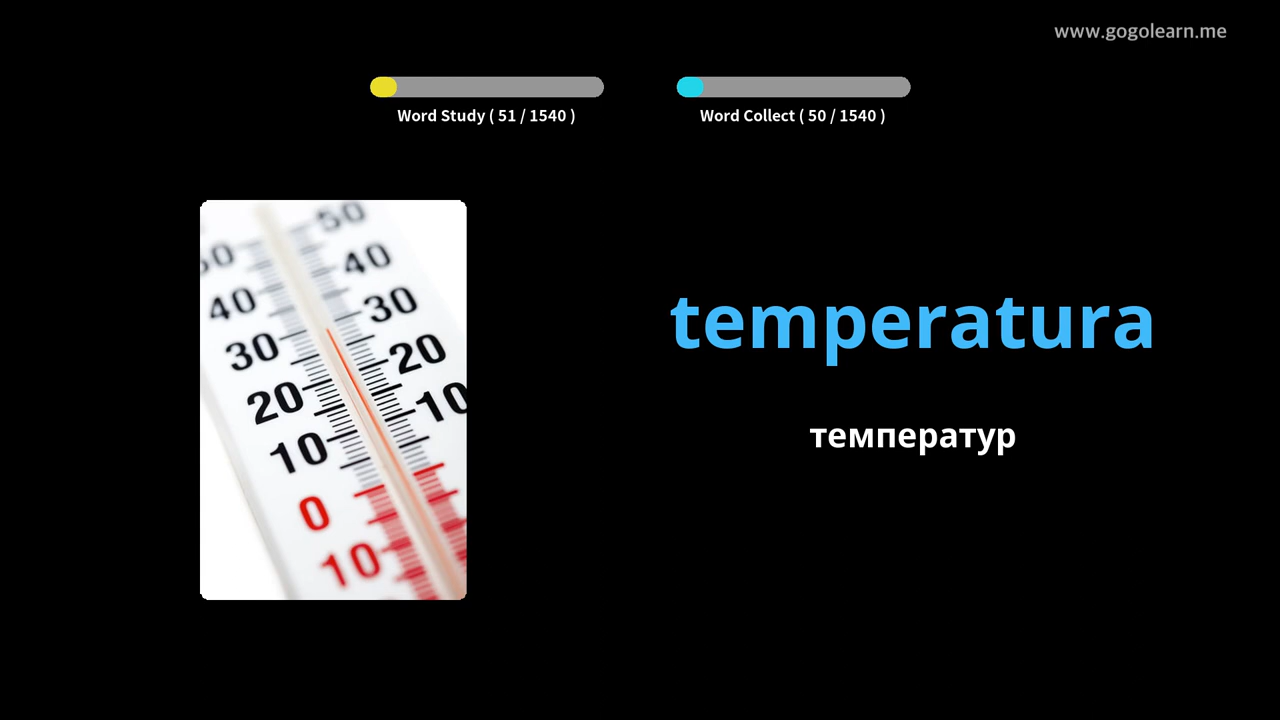 www.gogolearn.me
Word Study ( 51 / 1540 )
Word Collect ( 50 / 1540 )
50
40
30
20
10
40
30
20
10
0
10
temperatura
температур